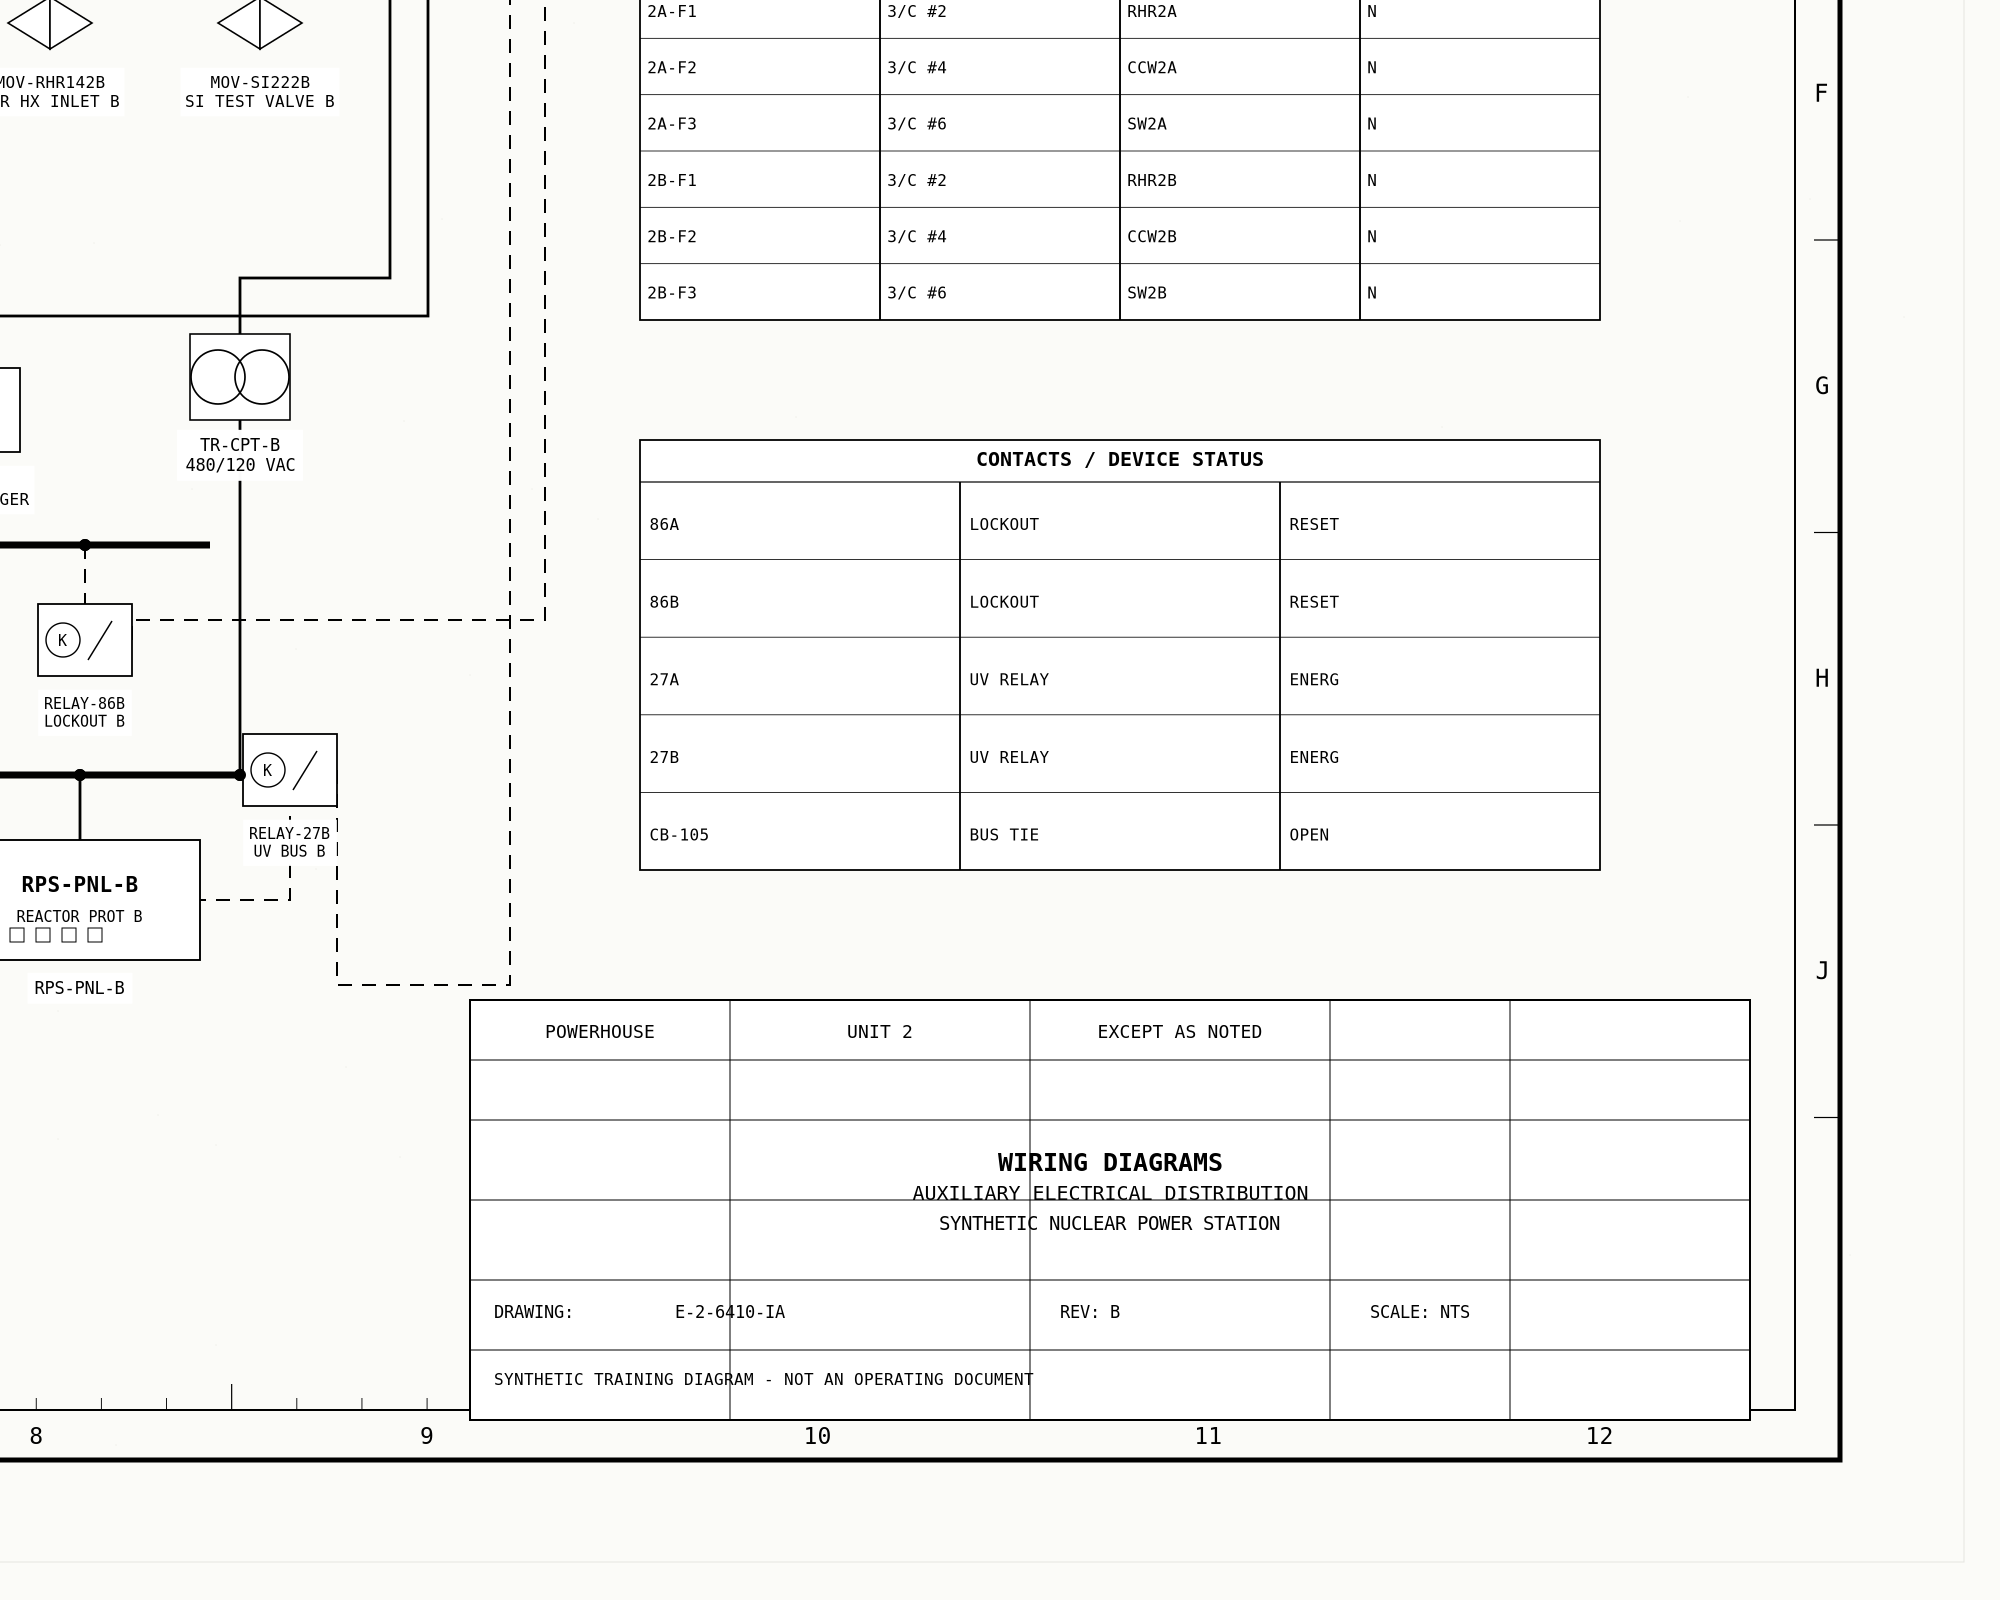 MOV-RHR142B
R HX INLET B
MOV-SI222B
SI TEST VALVE B
2A-F1 3/C #2 RHR2A N
2A-F2 3/C #4 CCW2A N
2A-F3 3/C #6 SW2A N
2B-F1 3/C #2 RHR2B N
2B-F2 3/C #4 CCW2B N
2B-F3 3/C #6 SW2B N
F
G
H
J
TR-CPT-B
480/120 VAC
GER
K
RELAY-86B
LOCKOUT B
K
RELAY-27B
UV BUS B
RPS-PNL-B
REACTOR PROT B
RPS-PNL-B
CONTACTS / DEVICE STATUS
86A LOCKOUT RESET
86B LOCKOUT RESET
27A UV RELAY ENERG
27B UV RELAY ENERG
CB-105 BUS TIE OPEN
POWERHOUSE UNIT 2 EXCEPT AS NOTED
WIRING DIAGRAMS
AUXILIARY ELECTRICAL DISTRIBUTION
SYNTHETIC NUCLEAR POWER STATION
DRAWING: E-2-6410-IA REV: B SCALE: NTS
SYNTHETIC TRAINING DIAGRAM - NOT AN OPERATING DOCUMENT
8 9 10 11 12